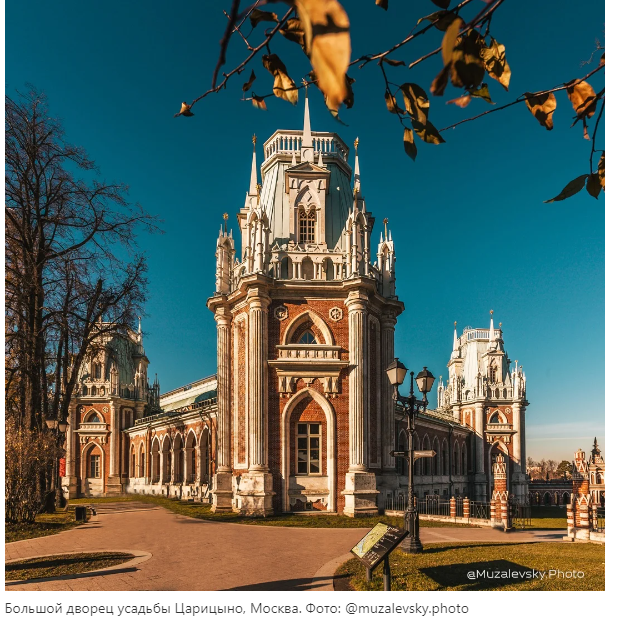 @Muzalevsky.Photo
Большой дворец усадьбы Царицыно, Москва. Фото: @muzalevsky.photo